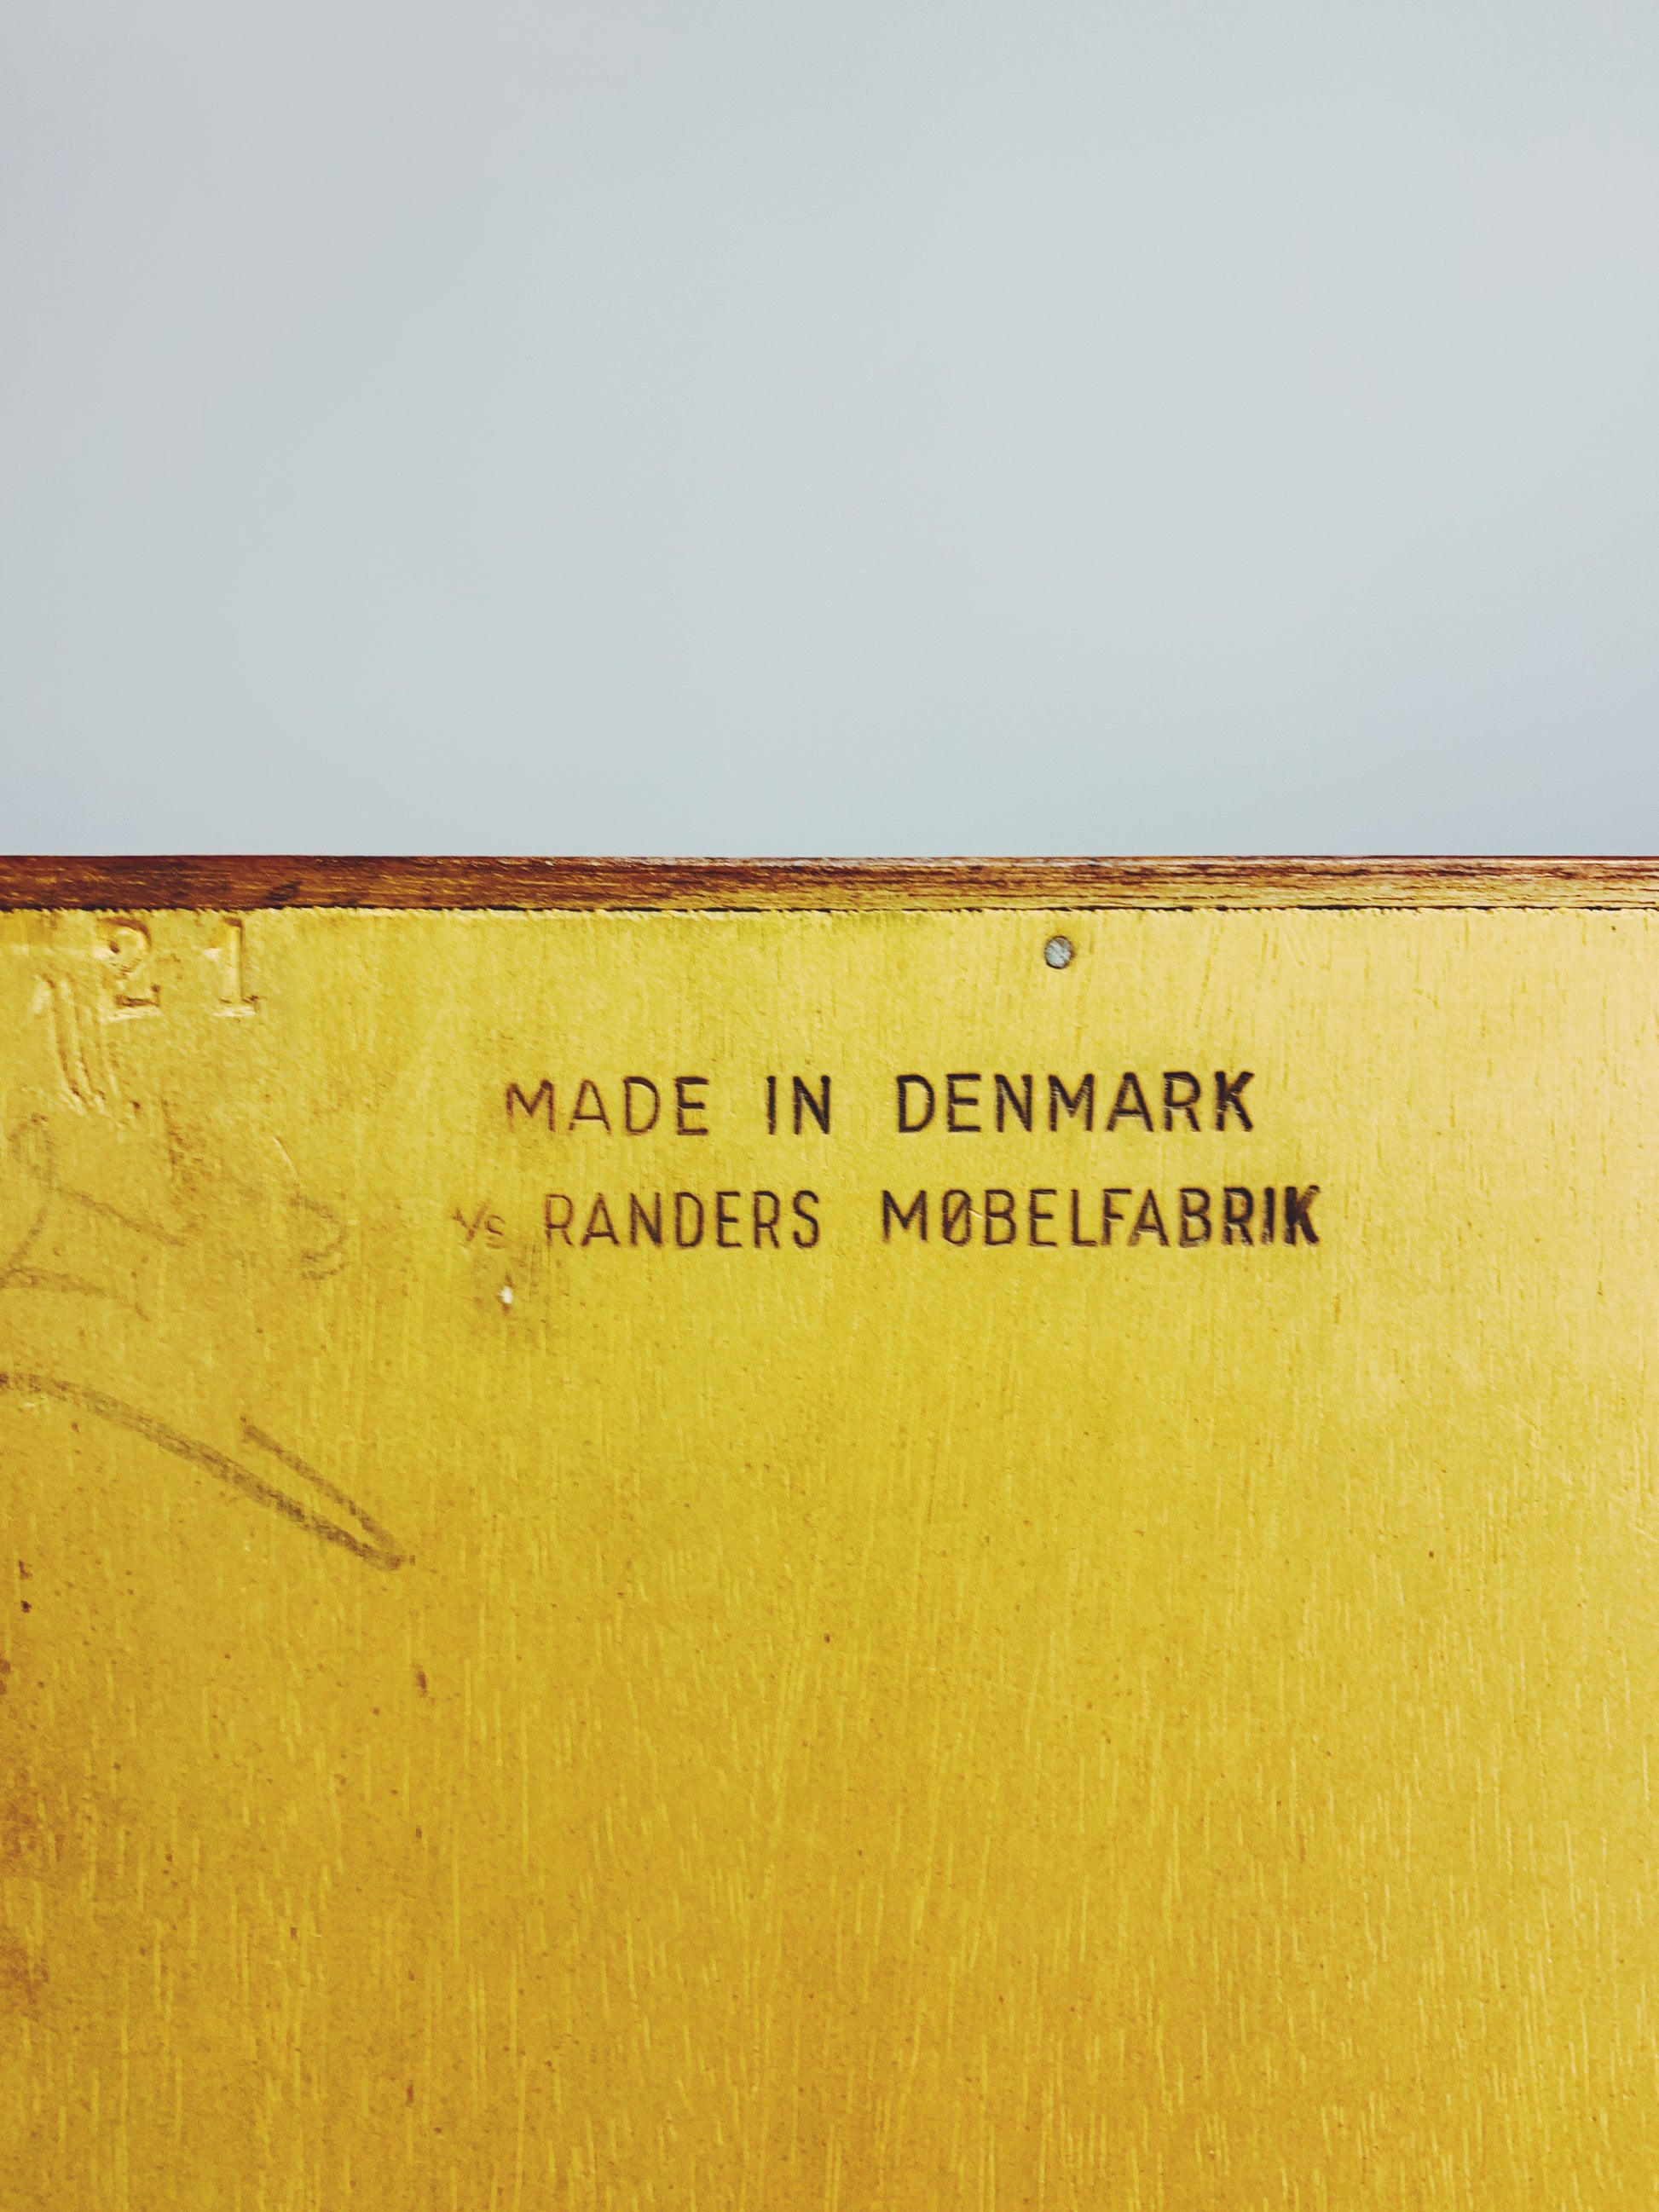 21
MADE IN DENMARK
A/S RANDERS MØBELFABRIK